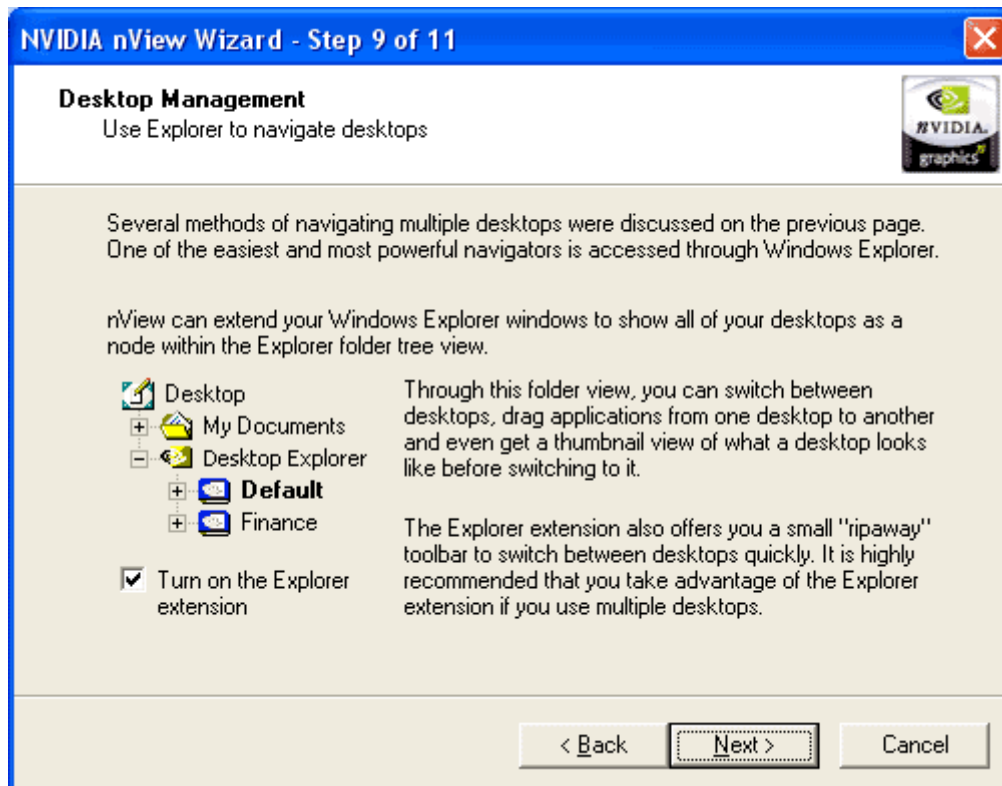 NVIDIA nView Wizard - Step 9 of 11
Desktop Management
Use Explorer to navigate desktops
nVIDIA.
graphics
Several methods of navigating multiple desktops were discussed on the previous page.
One of the easiest and most powerful navigators is accessed through Windows Explorer.
nView can extend your Windows Explorer windows to show all of your desktops as a
node within the Explorer folder tree view.
Desktop
My Documents
Desktop Explorer
Default
Finance
Turn on the Explorer
extension
Through this folder view, you can switch between
desktops, drag applications from one desktop to another
and even get a thumbnail view of what a desktop looks
like before switching to it.
The Explorer extension also offers you a small "ripaway"
toolbar to switch between desktops quickly. It is highly
recommended that you take advantage of the Explorer
extension if you use multiple desktops.
< Back
Next >
Cancel